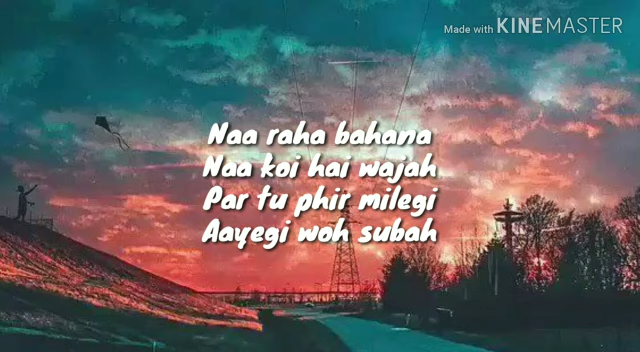 Made with KINEMASTER
Naa raha bahana
Naa koi hai wajah
Par tu phir milegi
Aayegi woh subah